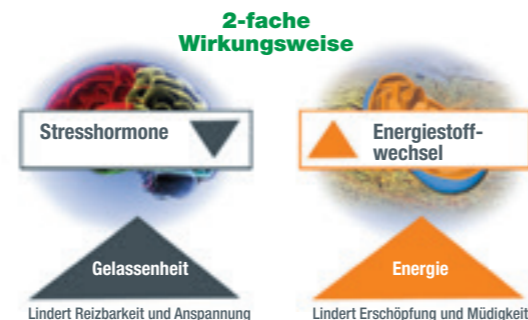 2-fache
Wirkungsweise
Stresshormone
Energiestoff-
wechsel
Gelassenheit
Energie
Lindert Reizbarkeit und Anspannung
Lindert Erschöpfung und Müdigkeit